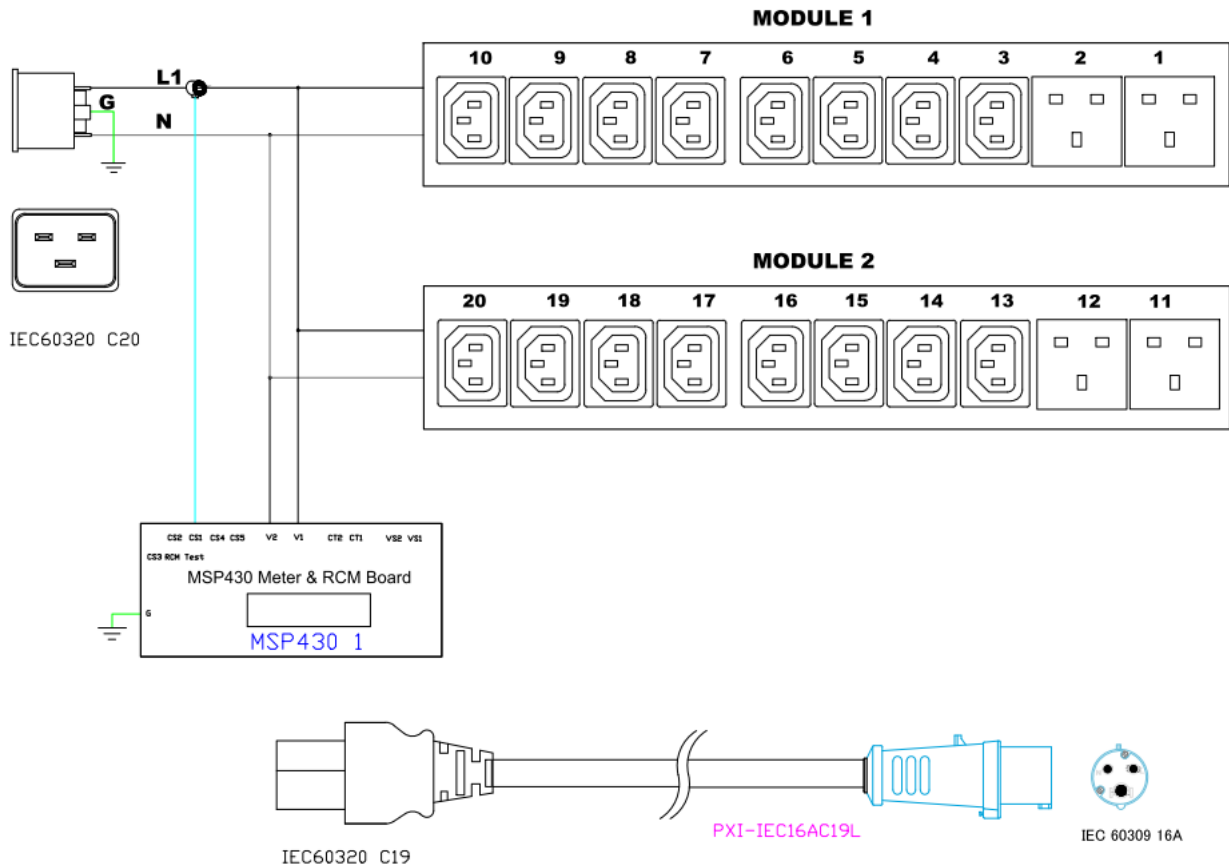 MODULE 1
10 9 8 7 6 5 4 3 2 1
L1
G
N
IEC60320 C20
MODULE 2
20 19 18 17 16 15 14 13 12 11
CS2 CS1 CS4 CS5 V2 V1 CT2 CT1 VS2 VS1
CS3 RCM Test
MSP430 Meter & RCM Board
G
MSP430 1
PXI-IEC16AC19L
IEC 60309 16A
IEC60320 C19